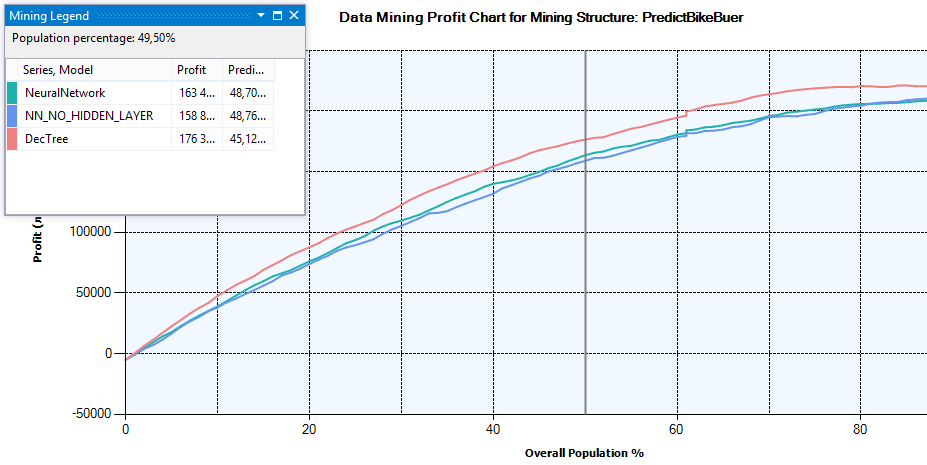 Mining Legend
Data Mining Profit Chart for Mining Structure: PredictBikeBuer
Population percentage: 49,50%
Series, Model Profit Predi...
NeuralNetwork 163 4... 48,70...
NN_NO_HIDDEN_LAYER 158 8... 48,76...
DecTree 176 3... 45,12...
Profit (
100000
50000
0
-50000
0 20 40 60 80
Overall Population %